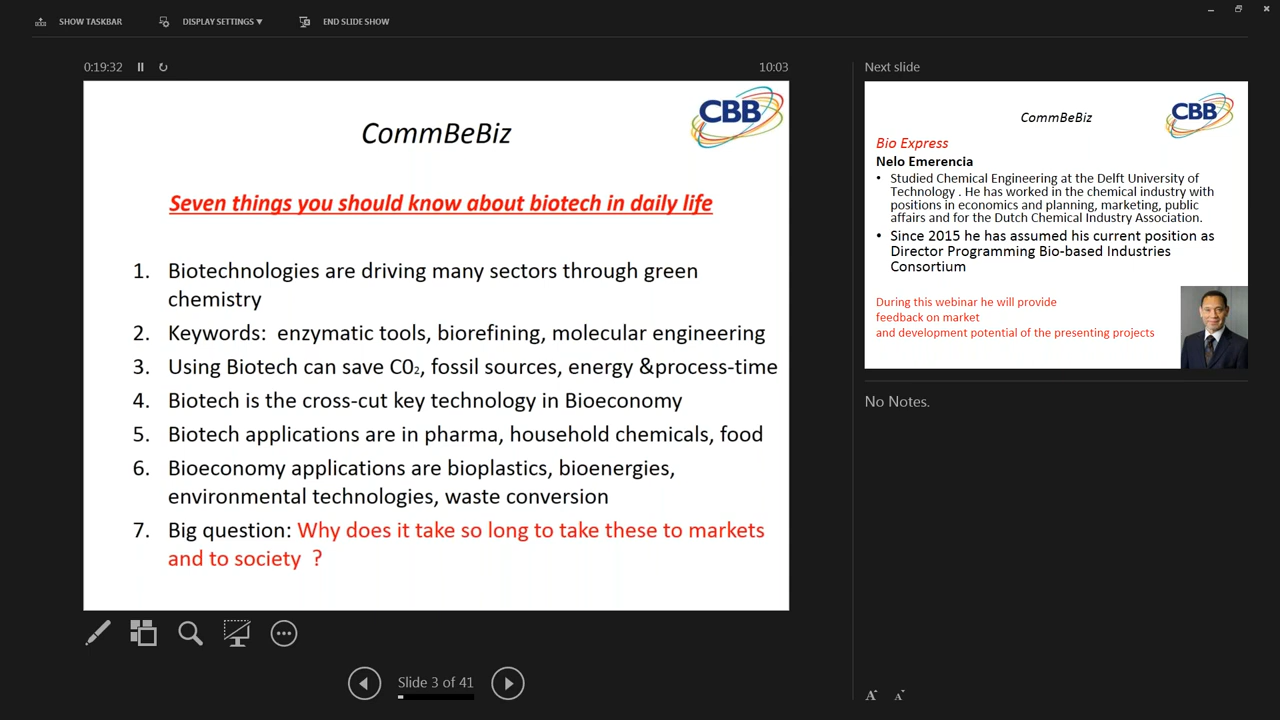 SHOW TASKBAR
DISPLAY SETTINGS ▼
END SLIDE SHOW
0:19:32
10:03
CBB
CommBeBiz
Seven things you should know about biotech in daily life
1. Biotechnologies are driving many sectors through green
chemistry
2. Keywords: enzymatic tools, biorefining, molecular engineering
3. Using Biotech can save C0₂, fossil sources, energy &process-time
4. Biotech is the cross-cut key technology in Bioeconomy
5. Biotech applications are in pharma, household chemicals, food
6. Bioeconomy applications are bioplastics, bioenergies,
environmental technologies, waste conversion
7. Big question: Why does it take so long to take these to markets
and to society ?
Slide 3 of 41
Next slide
CBB
CommBeBiz
Bio Express
Nelo Emerencia
• Studied Chemical Engineering at the Delft University of
Technology . He has worked in the chemical industry with
positions in economics and planning, marketing, public
affairs and for the Dutch Chemical Industry Association.
• Since 2015 he has assumed his current position as
Director Programming Bio-based Industries
Consortium
During this webinar he will provide
feedback on market
and development potential of the presenting projects
No Notes.
A A